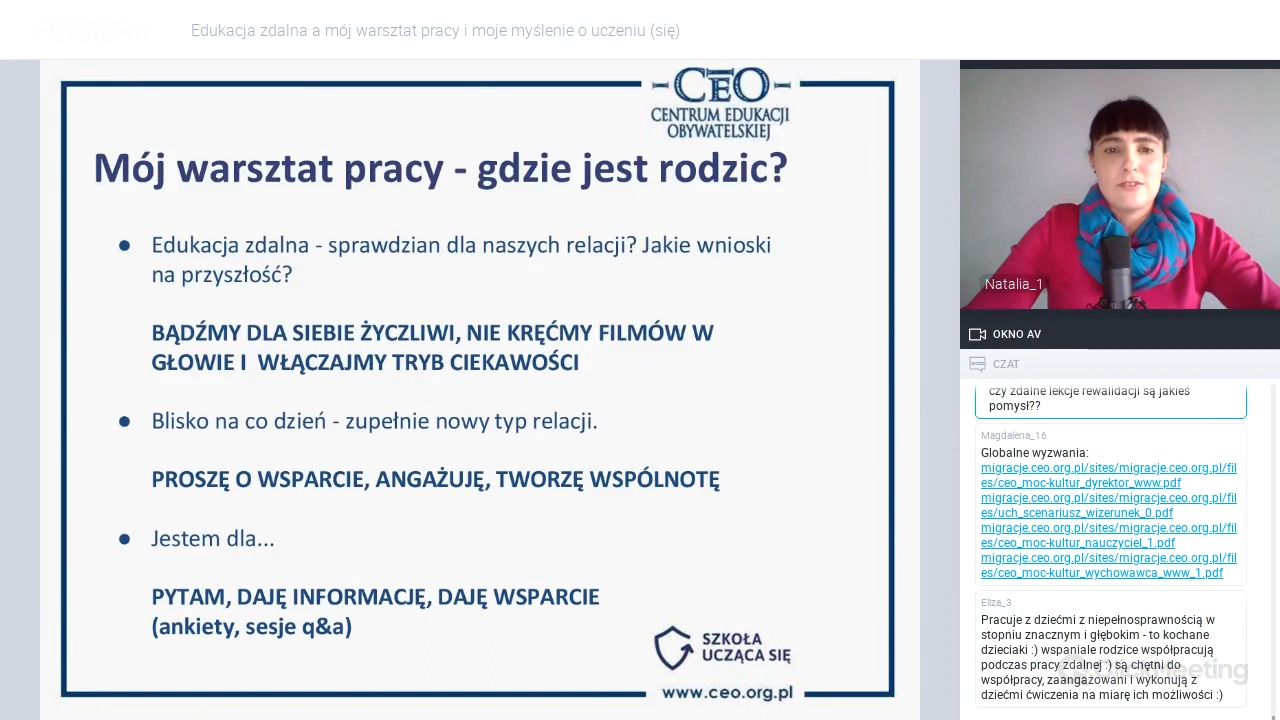 Edukacja zdalna a mój warsztat pracy i moje myślenie o uczeniu (się)
CEO
CENTRUM EDUKACJI
OBYWATELSKIEJ
Mój warsztat pracy - gdzie jest rodzic?
● Edukacja zdalna - sprawdzian dla naszych relacji? Jakie wnioski
na przyszłość?
BĄDŹMY DLA SIEBIE ŻYCZLIWI, NIE KRĘĆMY FILMÓW W
GŁOWIE I WŁĄCZAJMY TRYB CIEKAWOŚCI
● Blisko na co dzień - zupełnie nowy typ relacji.
PROSZĘ O WSPARCIE, ANGAŻUJĘ, TWORZĘ WSPÓLNOTĘ
● Jestem dla...
PYTAM, DAJĘ INFORMACJĘ, DAJĘ WSPARCIE
(ankiety, sesje q&a)
SZKOŁA
UCZĄCA SIĘ
www.ceo.org.pl
Natalia_1
OKNO AV
CZAT
czy zdalne lekcje rewalidacji są jakieś
pomysł??
Magdalena_16
Globalne wyzwania:
migracje.ceo.org.pl/sites/migracje.ceo.org.pl/fil
es/ceo_moc-kultur_dyrektor_www.pdf
migracje.ceo.org.pl/sites/migracje.ceo.org.pl/fil
es/uch_scenariusz_wizerunek_0.pdf
migracje.ceo.org.pl/sites/migracje.ceo.org.pl/fil
es/ceo_moc-kultur_nauczyciel_1.pdf
migracje.ceo.org.pl/sites/migracje.ceo.org.pl/fil
es/ceo_moc-kultur_wychowawca_www_1.pdf
Eliza_3
Pracuje z dziećmi z niepełnosprawnością w
stopniu znacznym i głębokim - to kochane
dzieciaki :) wspaniale rodzice współpracują
podczas pracy zdalnej :) są chętni do
współpracy, zaangażowani i wykonują z
dziećmi ćwiczenia na miarę ich możliwości :)
ClickMeeting